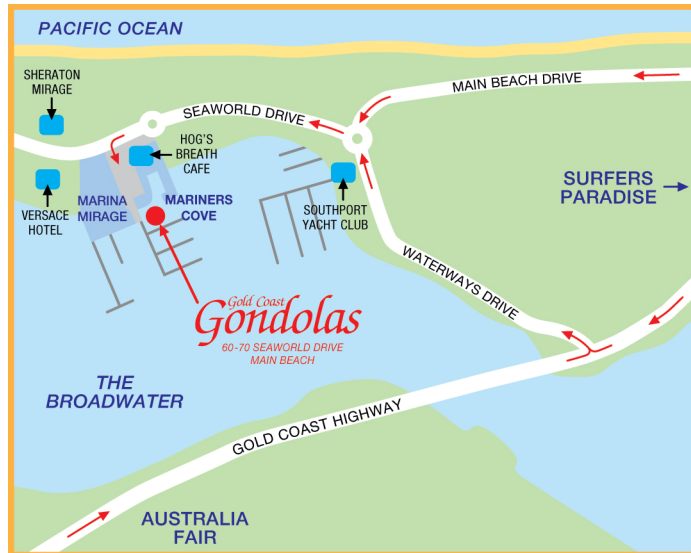 PACIFIC OCEAN
SHERATON
MIRAGE
MAIN BEACH DRIVE
SEAWORLD DRIVE
HOG'S
BREATH
CAFE
SURFERS
PARADISE
MARINA
MIRAGE
MARINERS
COVE
VERSACE
HOTEL
SOUTHPORT
YACHT CLUB
WATERWAYS DRIVE
Gold Coast
Gondolas
60-70 SEAWORLD DRIVE
MAIN BEACH
THE
BROADWATER
GOLD COAST HIGHWAY
AUSTRALIA
FAIR